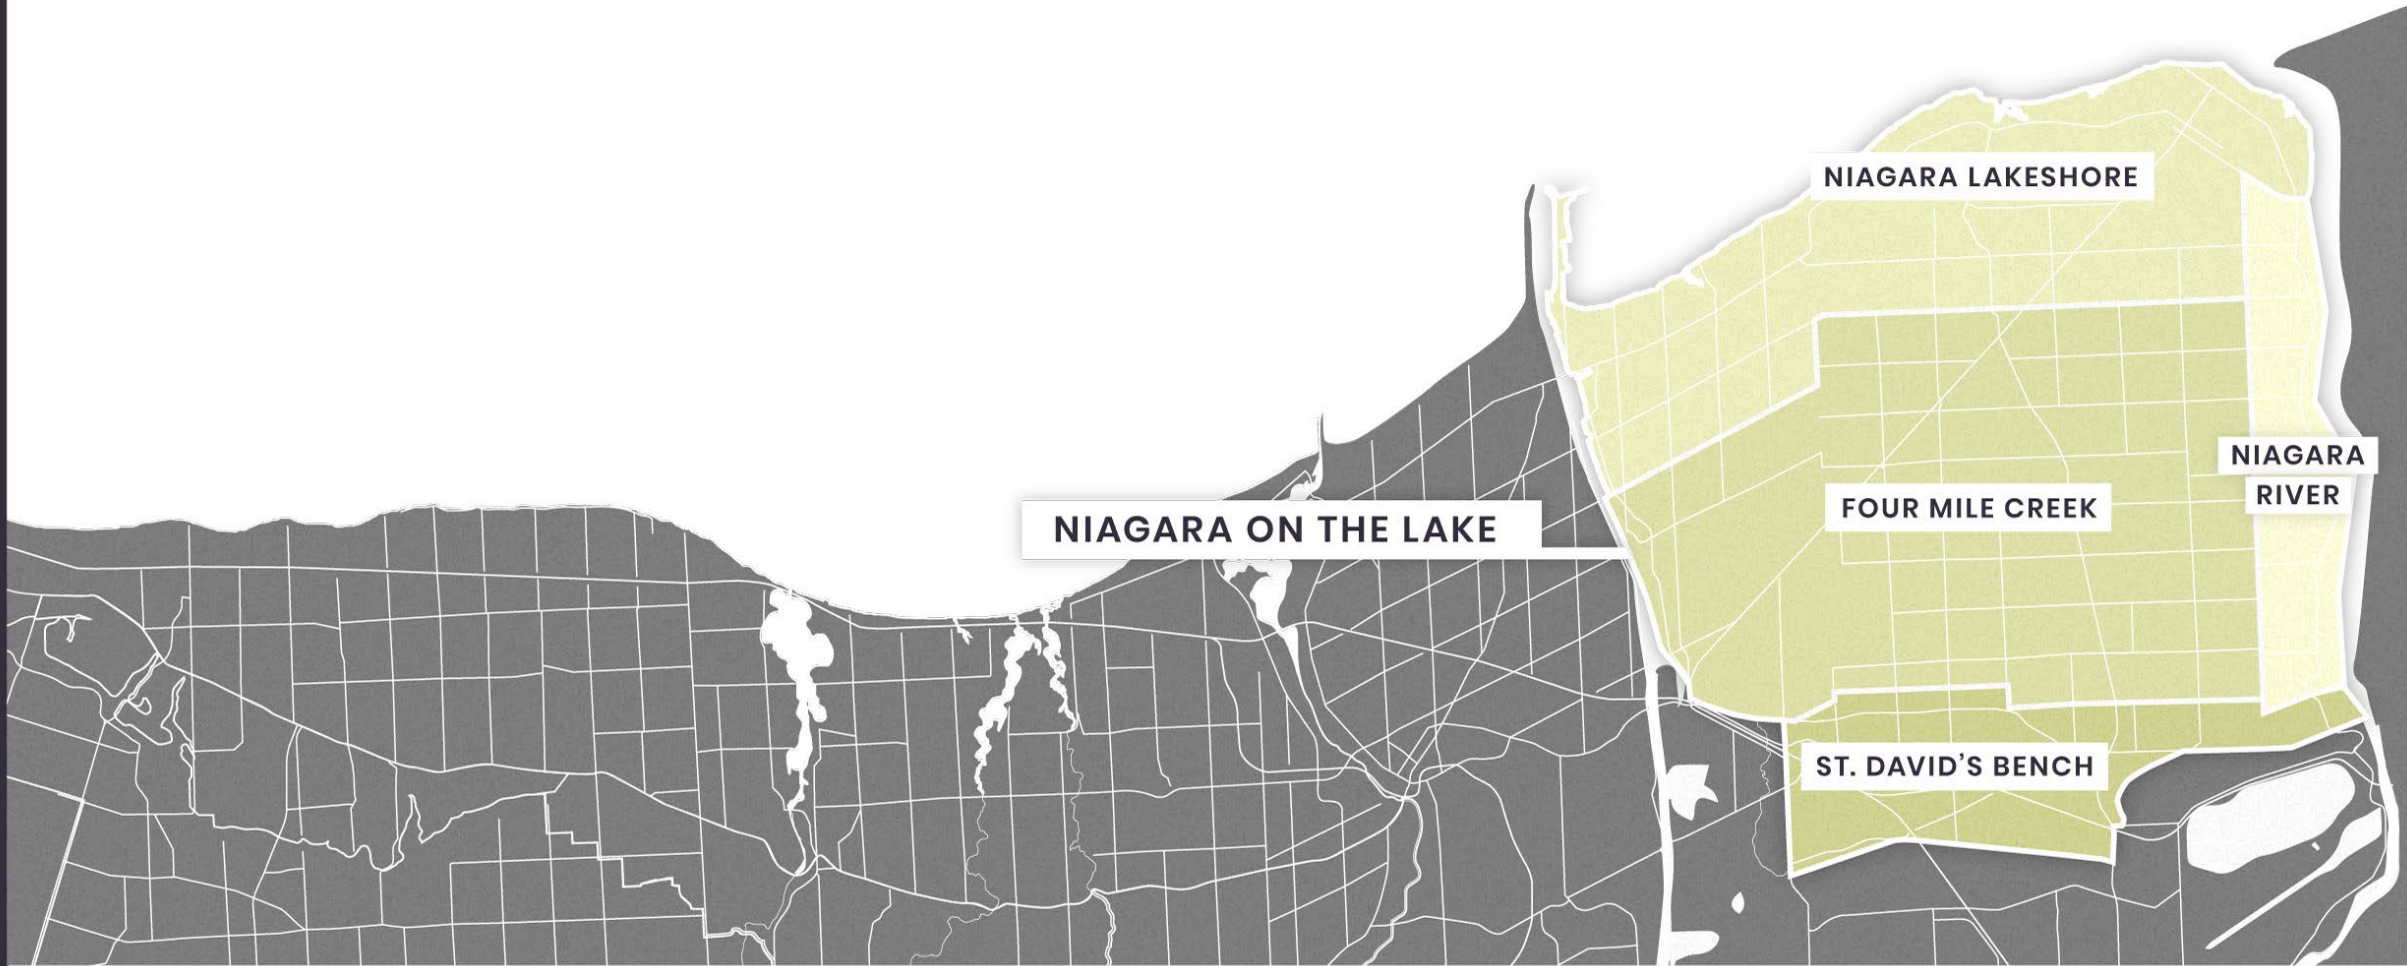 NIAGARA LAKESHORE
NIAGARA
RIVER
FOUR MILE CREEK
NIAGARA ON THE LAKE
ST. DAVID’S BENCH